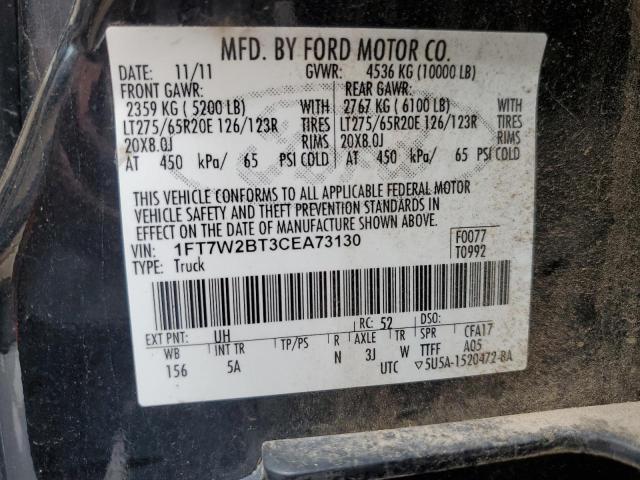 MFD. BY FORD MOTOR CO.
DATE: 11/11 GVWR: 4536 KG (10000 LB)
FRONT GAWR: REAR GAWR:
2359 KG ( 5200 LB) WITH 2767 KG ( 6100 LB) WITH
LT275/65R20E 126/123R TIRES LT275/65R20E 126/123R TIRES
20X8.0J RIMS 20X8.0J RIMS
AT 450 kPa/ 65 PSI COLD AT 450 kPa/ 65 PSI COLD
THIS VEHICLE CONFORMS TO ALL APPLICABLE FEDERAL MOTOR
VEHICLE SAFETY AND THEFT PREVENTION STANDARDS IN
EFFECT ON THE DATE OF MANUFACTURE SHOWN ABOVE.
VIN: 1FT7W2BT3CEA73130 F0077
TYPE: Truck T0992
EXT PNT: UH RC: 52 DSO:
WB INT TR TP/PS R AXLE TR SPR CFA17
156 5A N 3J W TTFF A05
UTC ▽5U5A-1520472-BA